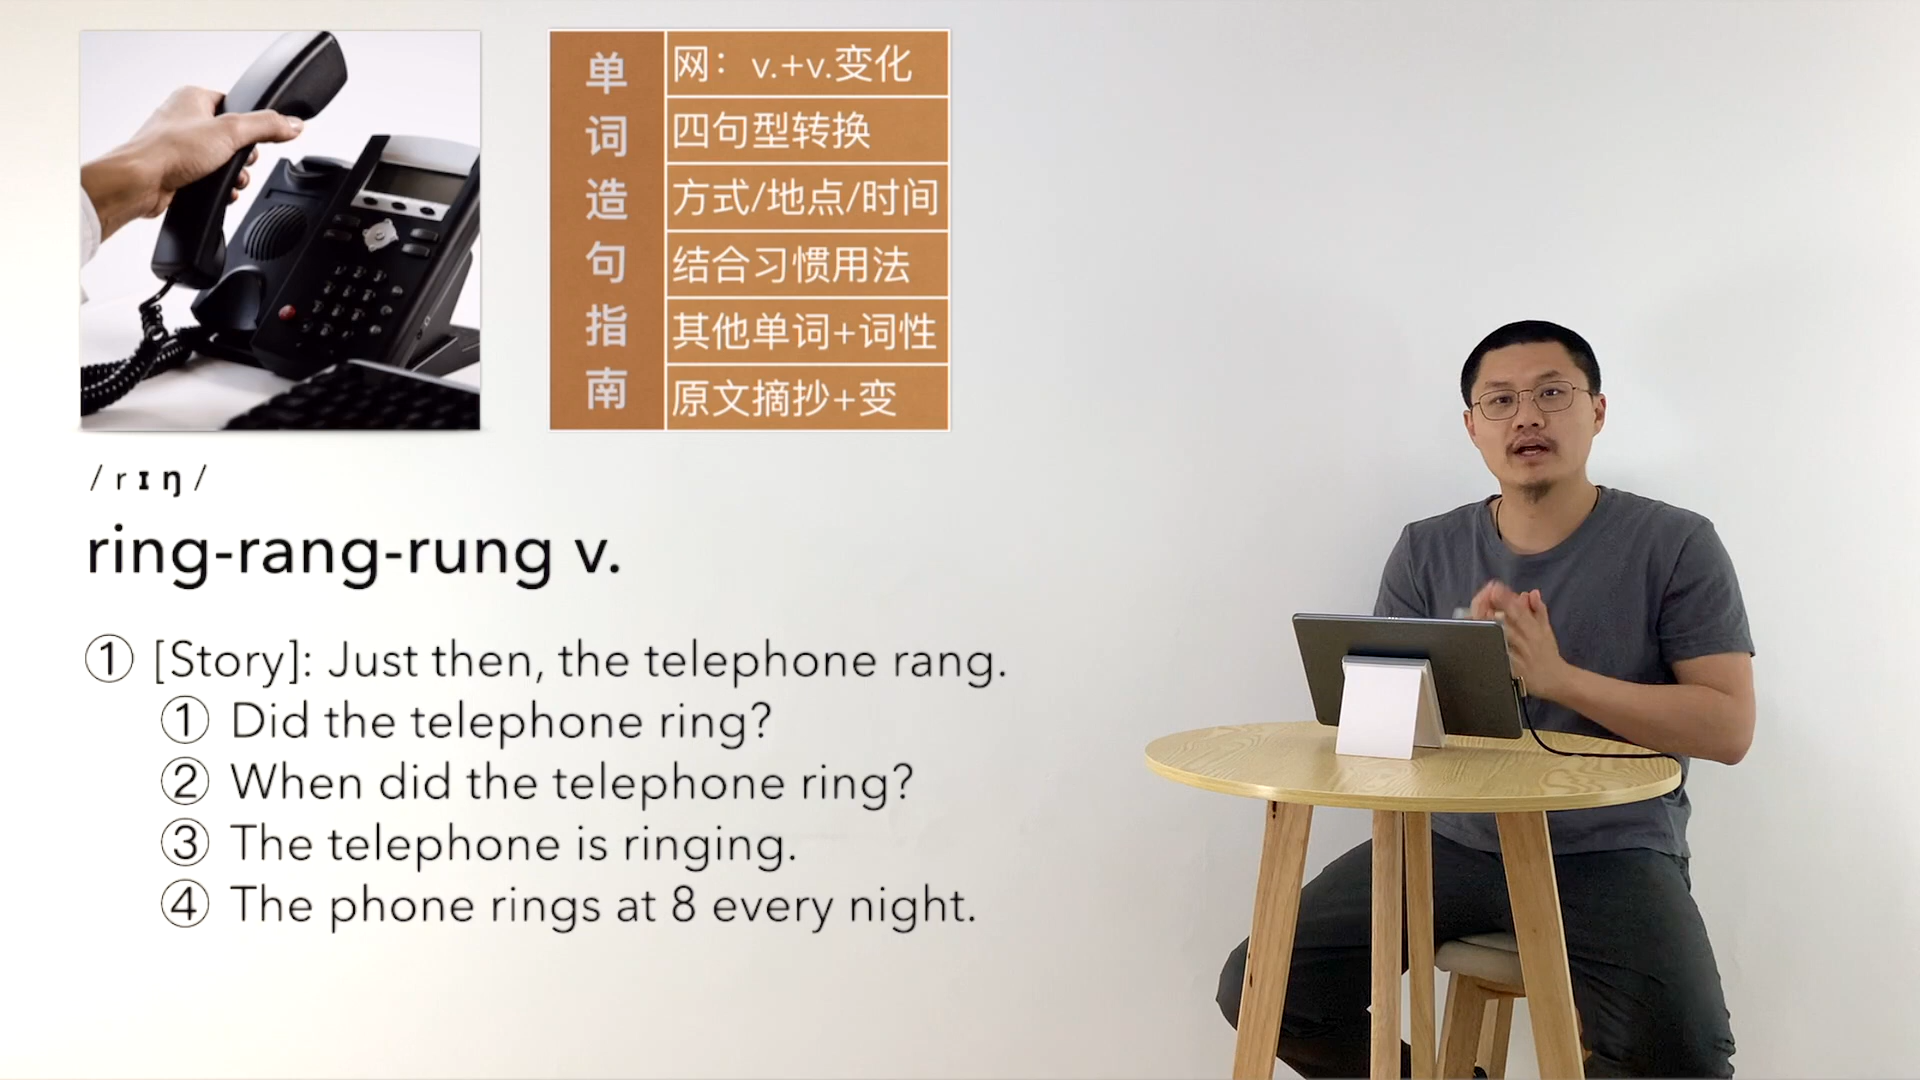 单词造句指南
网：v.+v.变化
四句型转换
方式/地点/时间
结合习惯用法
其他单词+词性
原文摘抄+变
/ r ɪ ŋ /
ring-rang-rung v.
① [Story]: Just then, the telephone rang.
① Did the telephone ring?
② When did the telephone ring?
③ The telephone is ringing.
④ The phone rings at 8 every night.